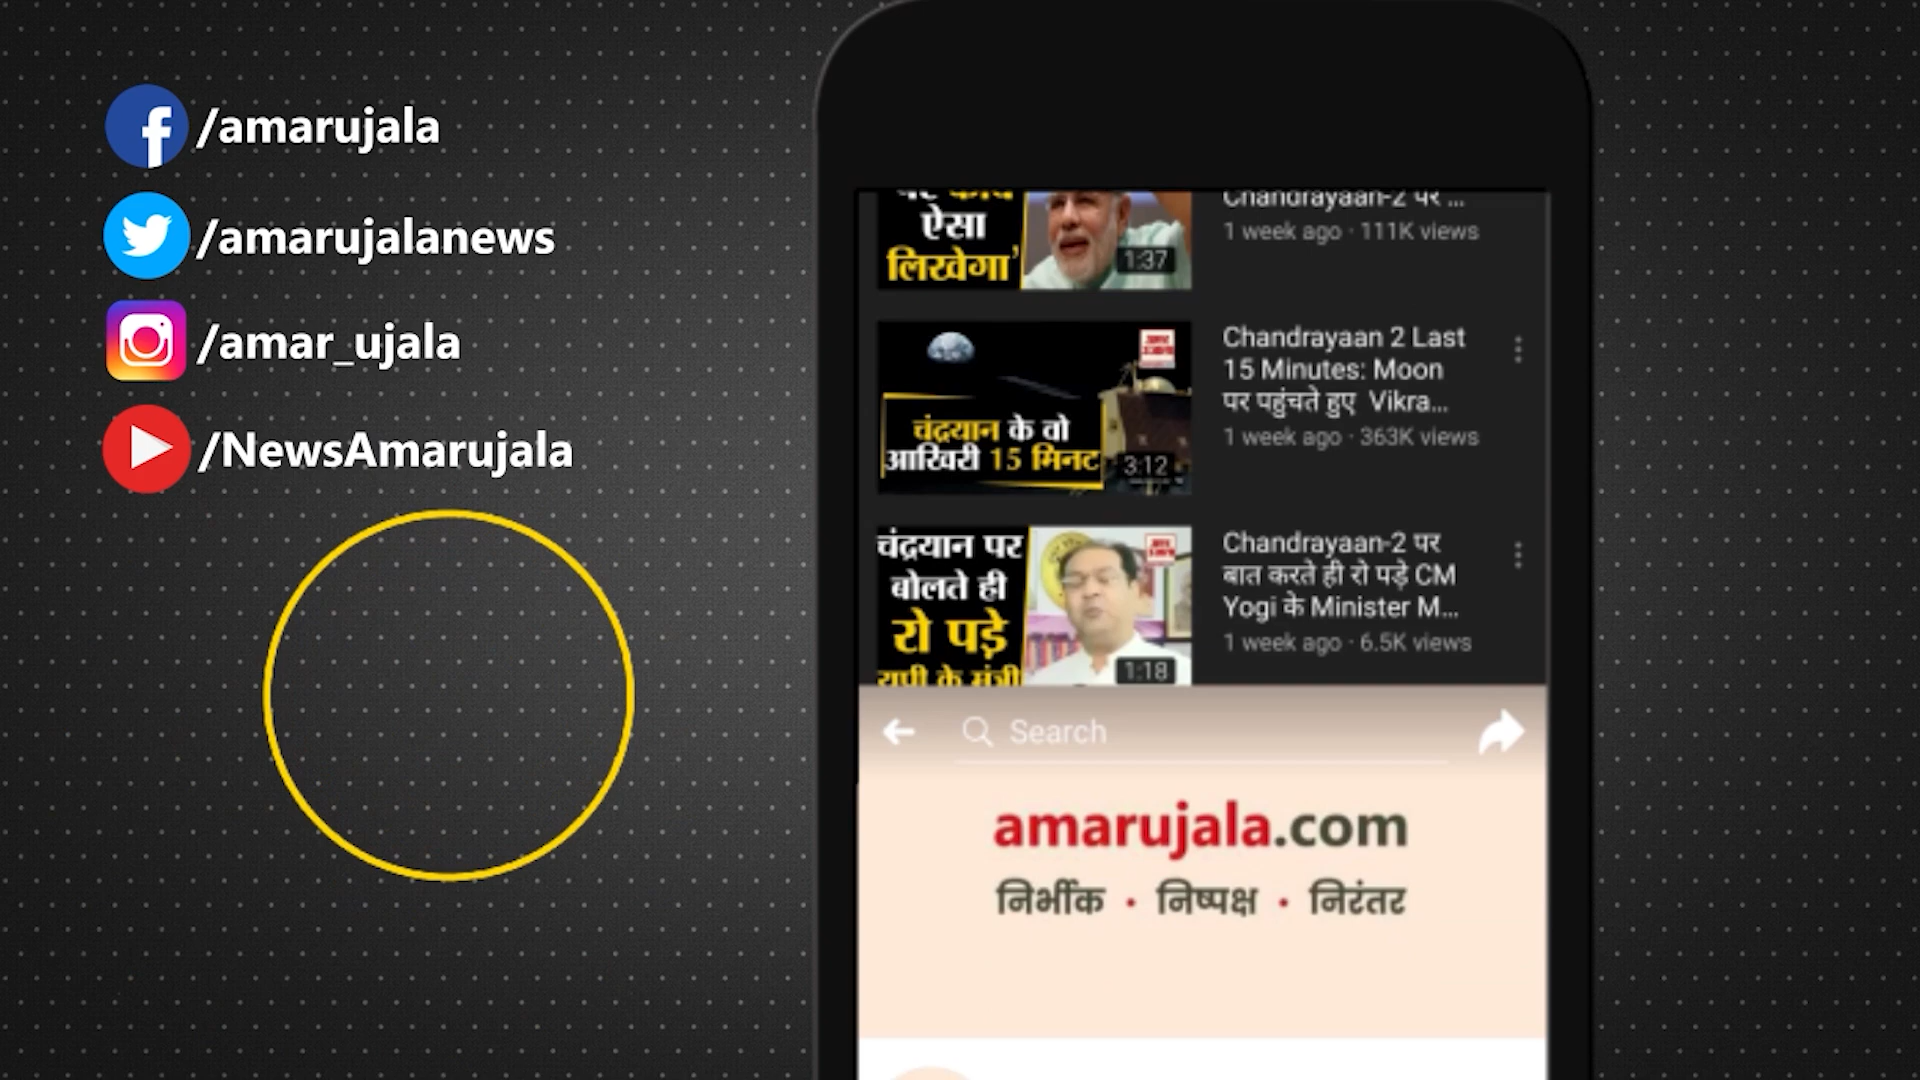 /amarujala
/amarujalanews
/amar_ujala
/NewsAmarujala
ऐसा
लिखेगा'
1:37
Chandrayaan-2 पर ...
1 week ago · 111K views
चंद्रयान के वो
आखिरी 15 मिनट
3:12
Chandrayaan 2 Last
15 Minutes: Moon
पर पहुंचते हुए Vikra...
1 week ago · 363K views
चंद्रयान पर
बोलते ही
रो पड़े
यूपी के मंत्री
1:18
Chandrayaan-2 पर
बात करते ही रो पड़े CM
Yogi के Minister M...
1 week ago · 6.5K views
Search
amarujala.com
निर्भीक • निष्पक्ष • निरंतर